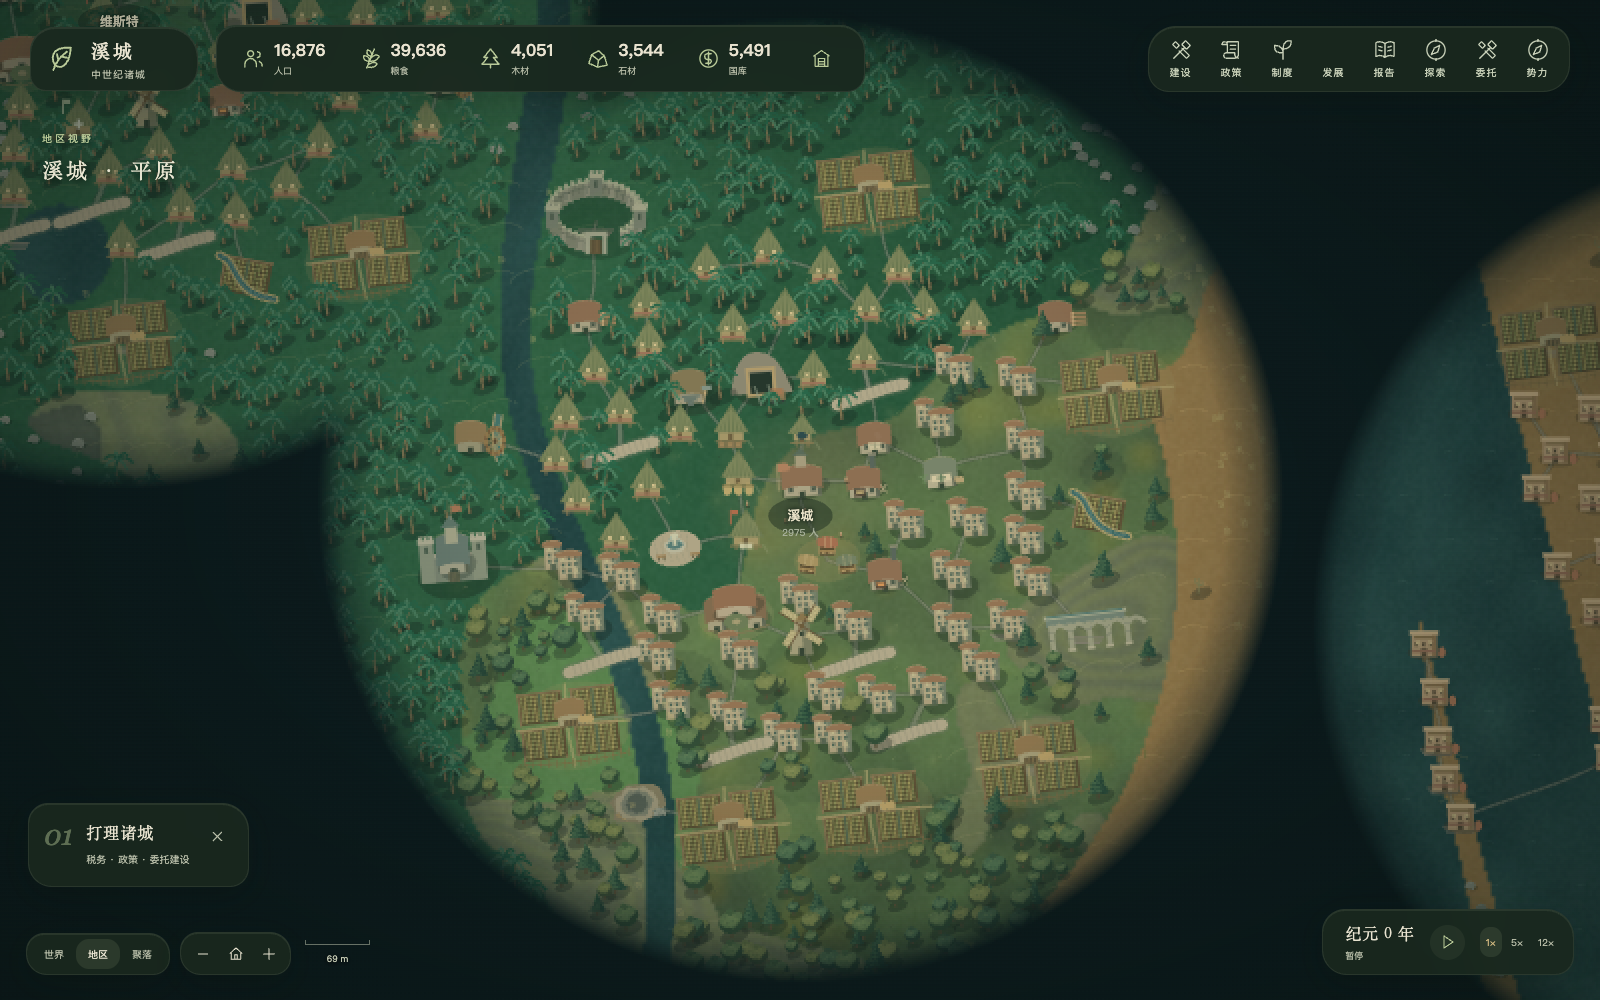 维斯特
溪城
中世纪诸城
16,876
人口
39,636
粮食
4,051
木材
3,544
石材
5,491
国库
建设
政策
制度
发展
报告
探索
委托
势力
地区视野
溪城 · 平原
溪城
2975 人
01
打理诸城
税务 · 政策 · 委托建设
世界
地区
聚落
69 m
纪元 0 年
暂停
1×
5×
12×